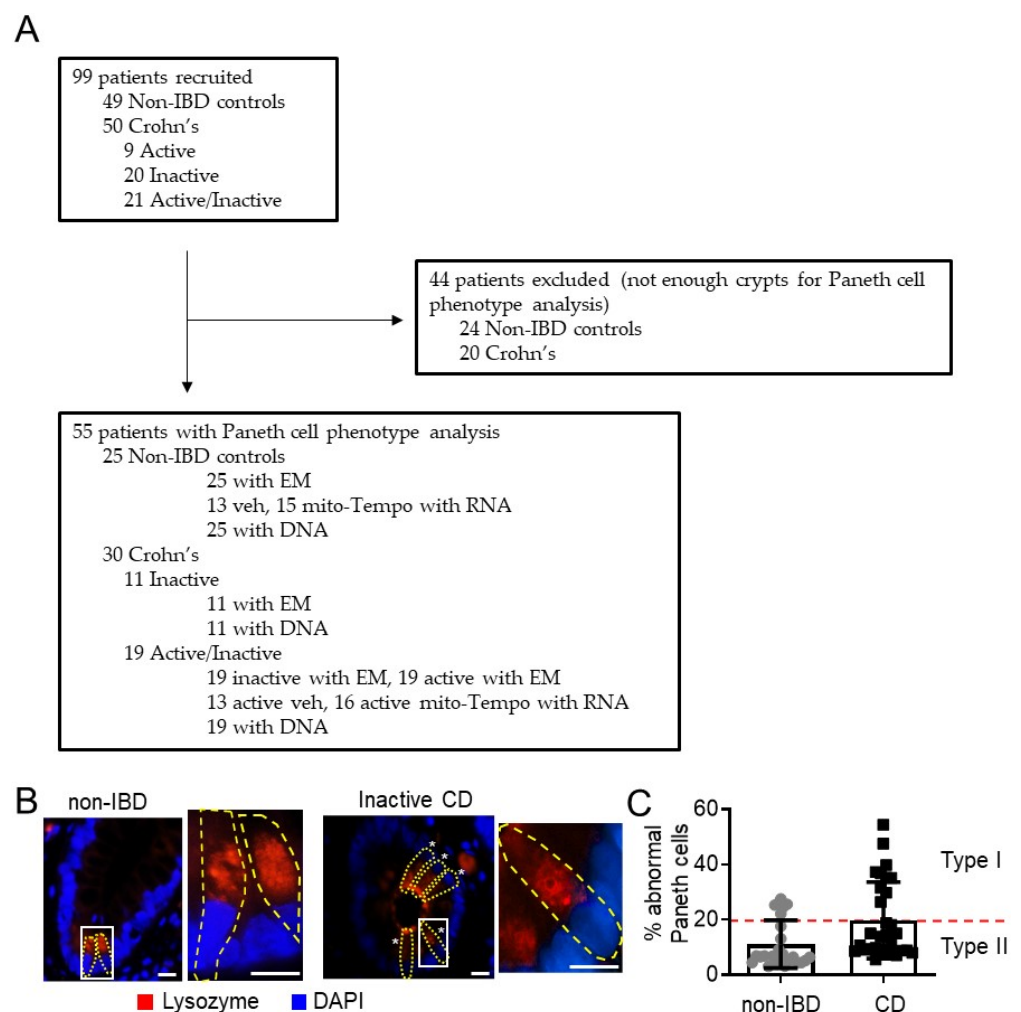 A
99 patients recruited
49 Non-IBD controls
50 Crohn's
9 Active
20 Inactive
21 Active/Inactive
44 patients excluded (not enough crypts for Paneth cell
phenotype analysis)
24 Non-IBD controls
20 Crohn's
55 patients with Paneth cell phenotype analysis
25 Non-IBD controls
25 with EM
13 veh, 15 mito-Tempo with RNA
25 with DNA
30 Crohn's
11 Inactive
11 with EM
11 with DNA
19 Active/Inactive
19 inactive with EM, 19 active with EM
13 active veh, 16 active mito-Tempo with RNA
19 with DNA
B
non-IBD
Inactive CD
* * * * *
Lysozyme
DAPI
C
% abnormal
Paneth cells
60
40
20
0
Type I
Type II
non-IBD
CD